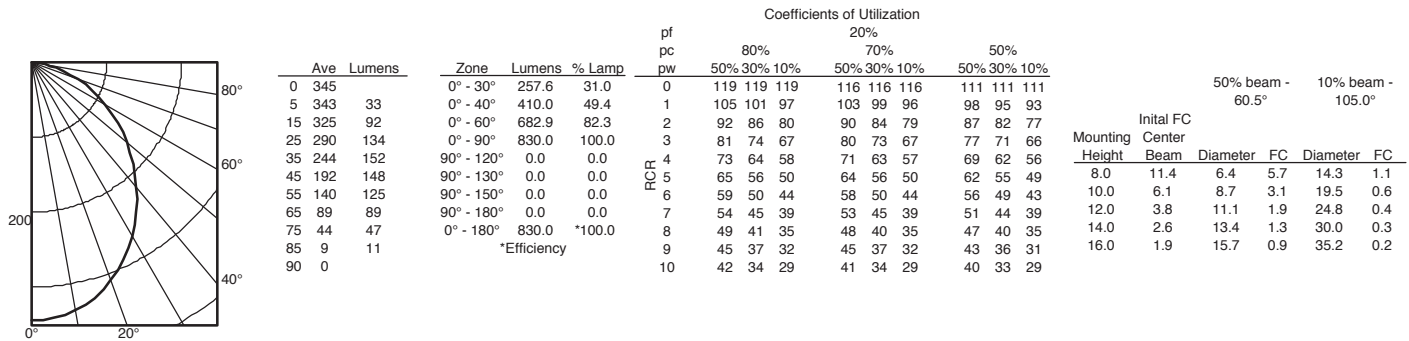 80°
60°
40°
200
0° 20°
Ave Lumens
0 345
5 343 33
15 325 92
25 290 134
35 244 152
45 192 148
55 140 125
65 89 89
75 44 47
85 9 11
90 0
Zone Lumens % Lamp
0° - 30° 257.6 31.0
0° - 40° 410.0 49.4
0° - 60° 682.9 82.3
0° - 90° 830.0 100.0
90° - 120° 0.0 0.0
90° - 130° 0.0 0.0
90° - 150° 0.0 0.0
90° - 180° 0.0 0.0
0° - 180° 830.0 *100.0
*Efficiency
Coefficients of Utilization
pf 20%
pc 80% 70% 50%
pw 50% 30% 10% 50% 30% 10% 50% 30% 10%
RCR
0 119 119 119 116 116 116 111 111 111
1 105 101 97 103 99 96 98 95 93
2 92 86 80 90 84 79 87 82 77
3 81 74 67 80 73 67 77 71 66
4 73 64 58 71 63 57 69 62 56
5 65 56 50 64 56 50 62 55 49
6 59 50 44 58 50 44 56 49 43
7 54 45 39 53 45 39 51 44 39
8 49 41 35 48 40 35 47 40 35
9 45 37 32 45 37 32 43 36 31
10 42 34 29 41 34 29 40 33 29
50% beam - 10% beam -
60.5° 105.0°
Inital FC
Mounting Center
Height Beam Diameter FC Diameter FC
8.0 11.4 6.4 5.7 14.3 1.1
10.0 6.1 8.7 3.1 19.5 0.6
12.0 3.8 11.1 1.9 24.8 0.4
14.0 2.6 13.4 1.3 30.0 0.3
16.0 1.9 15.7 0.9 35.2 0.2